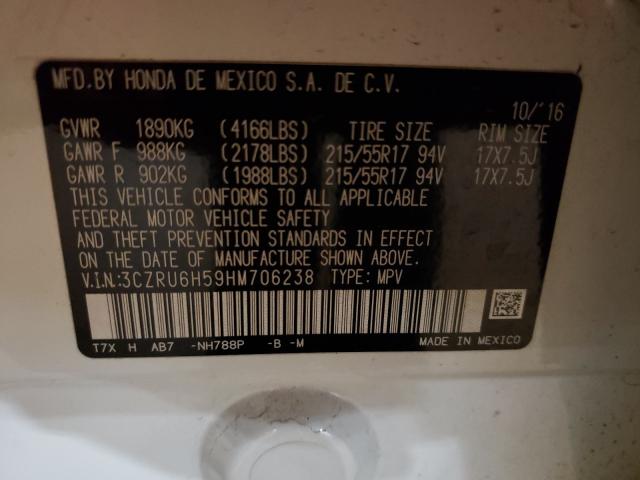 MFD.BY HONDA DE MEXICO S.A. DE C.V.
10/'16
GVWR 1890KG (4166LBS) TIRE SIZE RIM SIZE
GAWR F 988KG (2178LBS) 215/55R17 94V 17X7.5J
GAWR R 902KG (1988LBS) 215/55R17 94V 17X7.5J
THIS VEHICLE CONFORMS TO ALL APPLICABLE
FEDERAL MOTOR VEHICLE SAFETY
AND THEFT PREVENTION STANDARDS IN EFFECT
ON THE DATE OF MANUFACTURE SHOWN ABOVE.
V.I.N:3CZRU6H59HM706238 TYPE: MPV
T7X H AB7 -NH788P -B -M MADE IN MEXICO